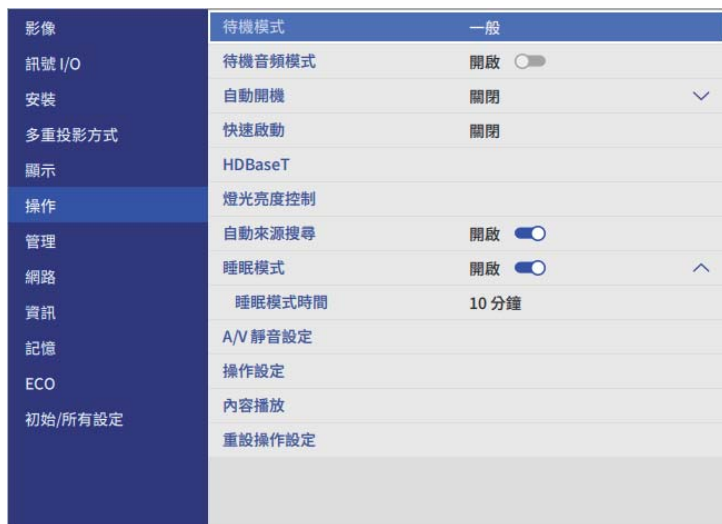 影像
訊號 I/O
安裝
多重投影方式
顯示
操作
管理
網路
資訊
記憶
ECO
初始/所有設定
待機模式 一般
待機音頻模式 開啟
自動開機 關閉
快速啟動 關閉
HDBaseT
燈光亮度控制
自動來源搜尋 開啟
睡眠模式 開啟
睡眠模式時間 10 分鐘
A/V 靜音設定
操作設定
內容播放
重設操作設定